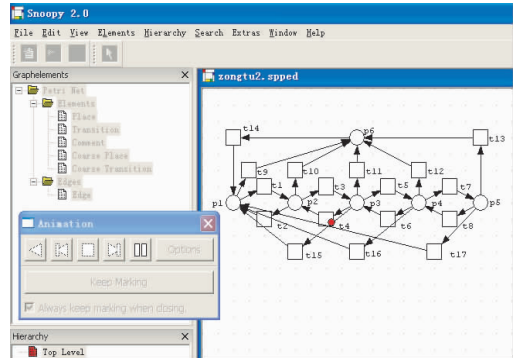 Snoopy 2.0
File Edit View Elements Hierarchy Search Extras Window Help
Graphelements
zongtu2.spped
Petri Net
Elements
Place
Transition
Comment
Coarse Place
Coarse Transition
Edges
Edge
Animation
Options
Keep Marking
Always keep marking when closing.
Hierarchy
Top Level
t14
p6
t13
t9
t10
t11
t12
t1
t3
t5
t7
p1
p2
p3
p4
p5
t2
t4
t6
t8
t15
t16
t17